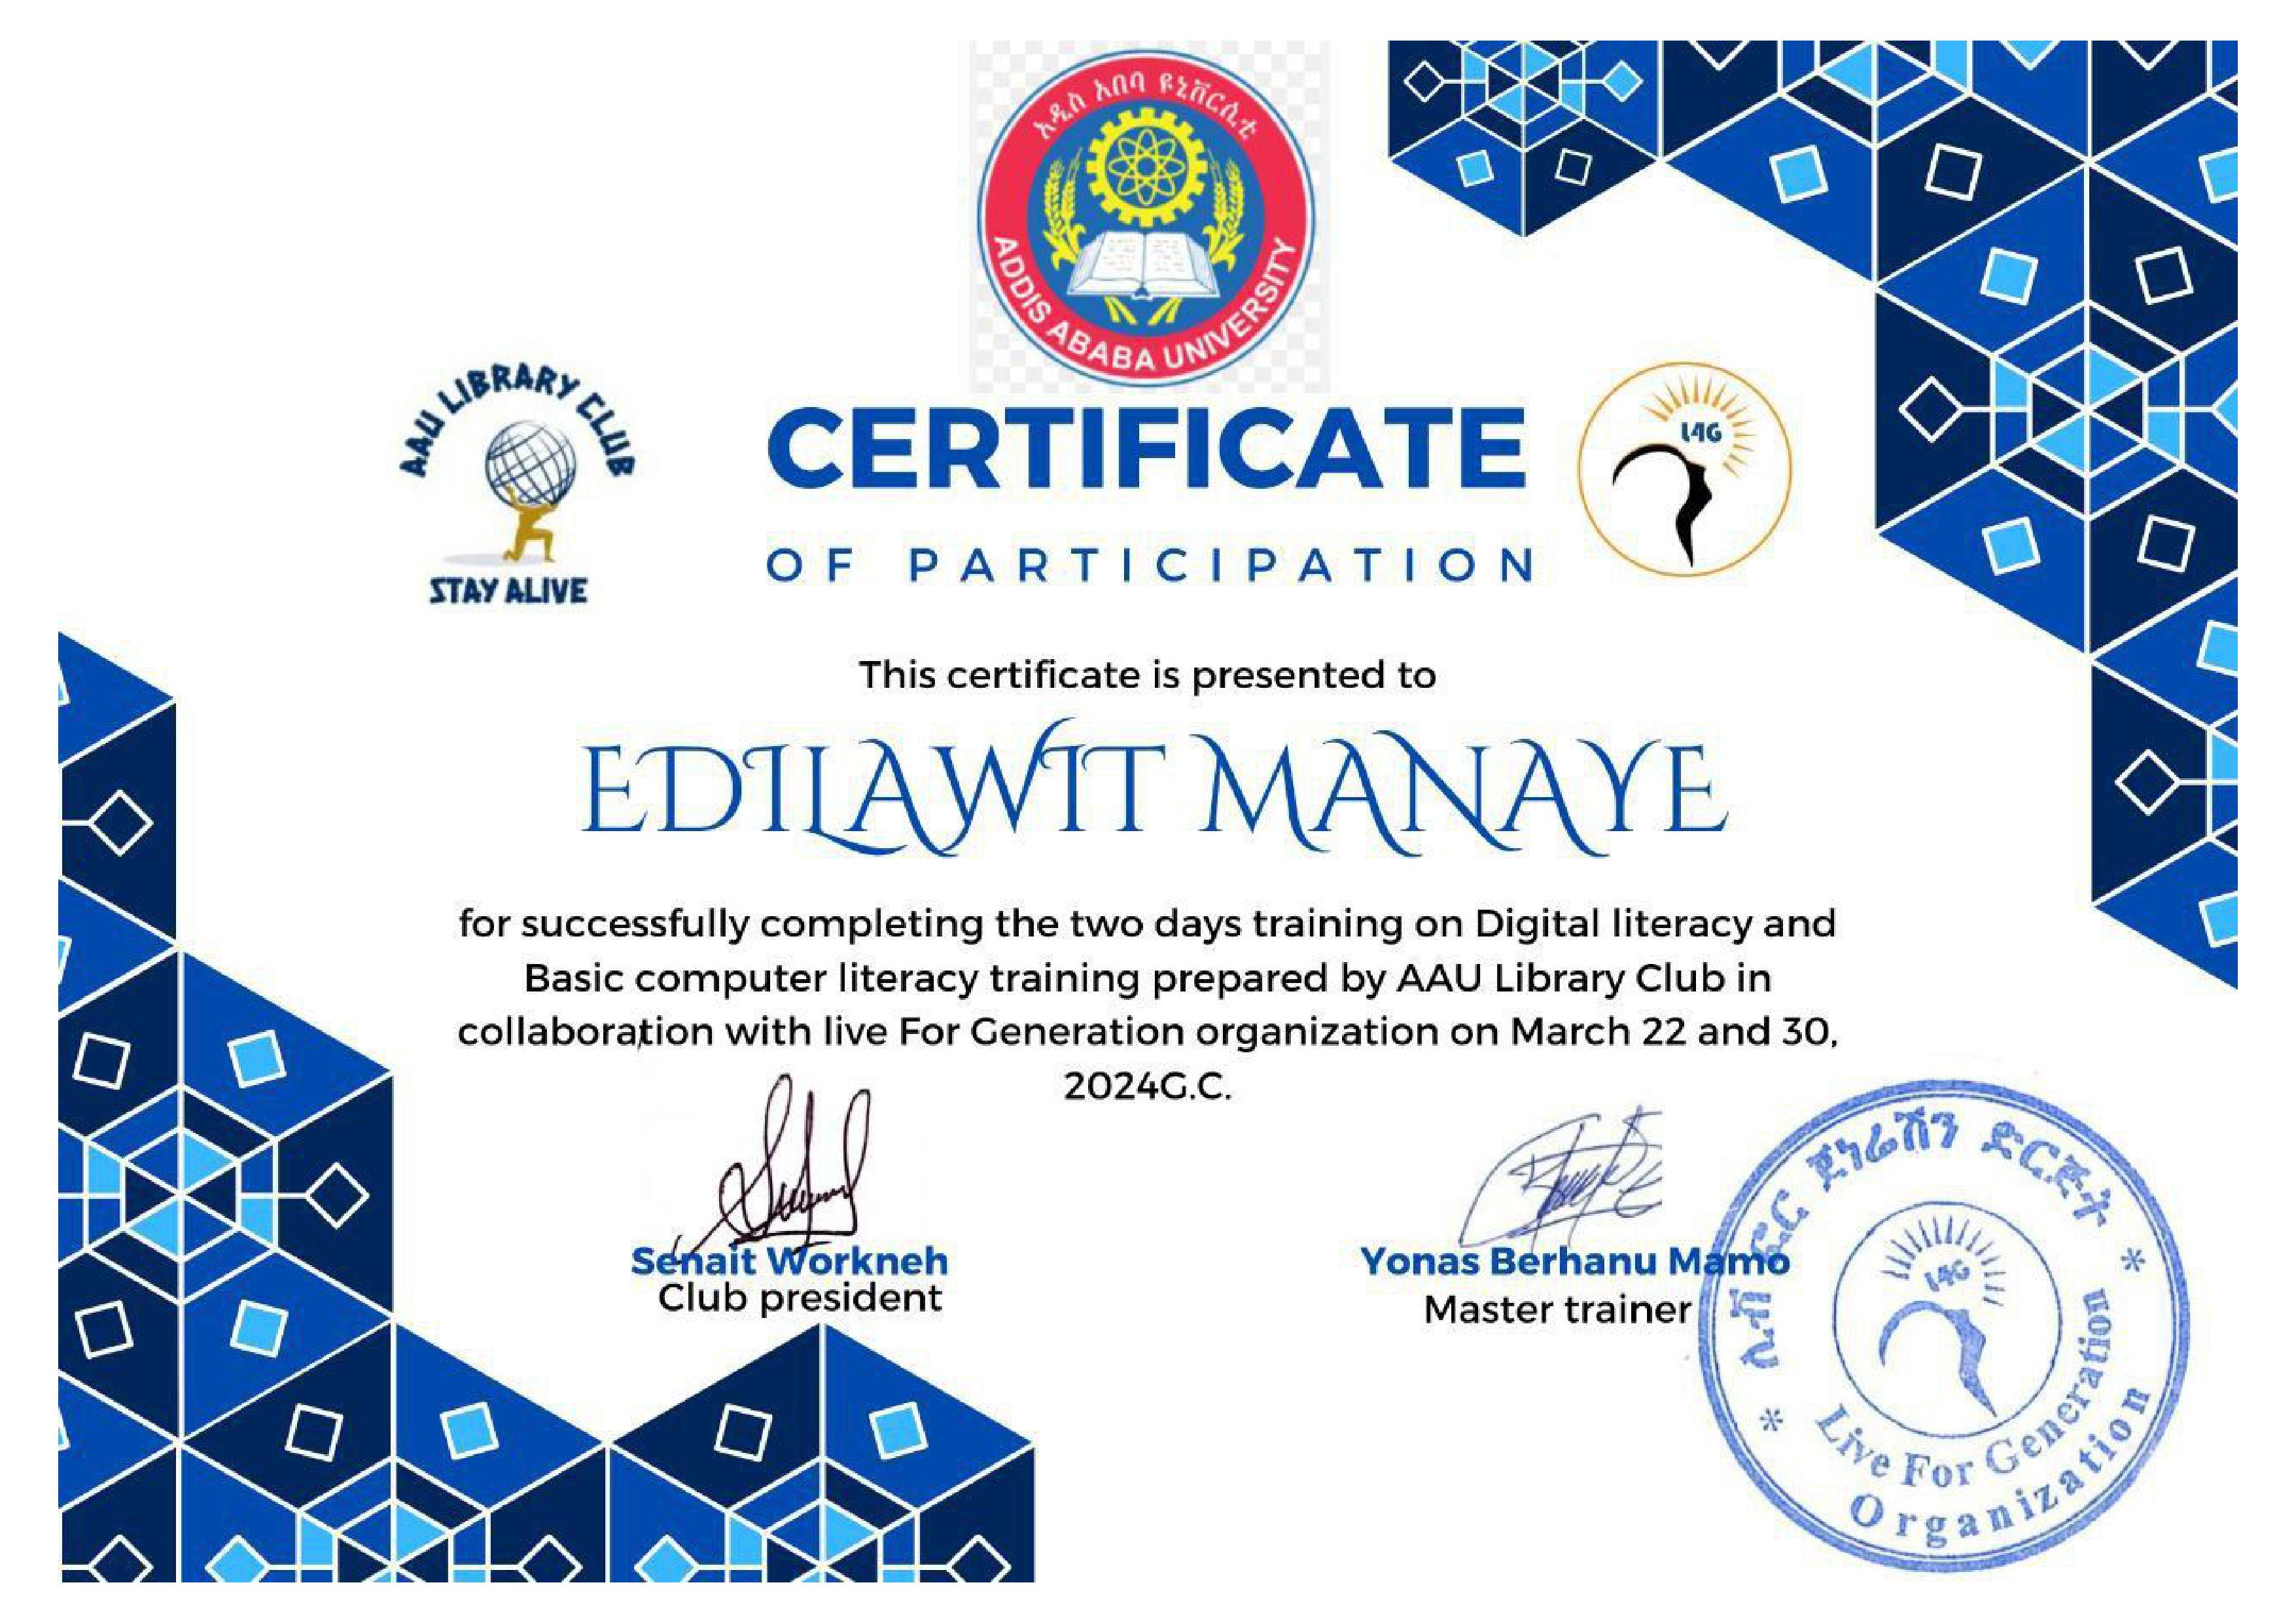 አዲስ አበባ ዩኒቨርሲቲ
ADDIS ABABA UNIVERSITY
AAU LIBRARY CLUB
STAY ALIVE
CERTIFICATE
L4G
OF PARTICIPATION
This certificate is presented to
EDILAWIT MANAYE
for successfully completing the two days training on Digital literacy and
Basic computer literacy training prepared by AAU Library Club in
collaboration with live For Generation organization on March 22 and 30,
2024G.C.
Senait Workneh
Club president
Yonas Berhanu Mamo
Master trainer
ሊቭ ፎር ጀነሬሽን ድርጅት
L4G
Live For Generation
Organization